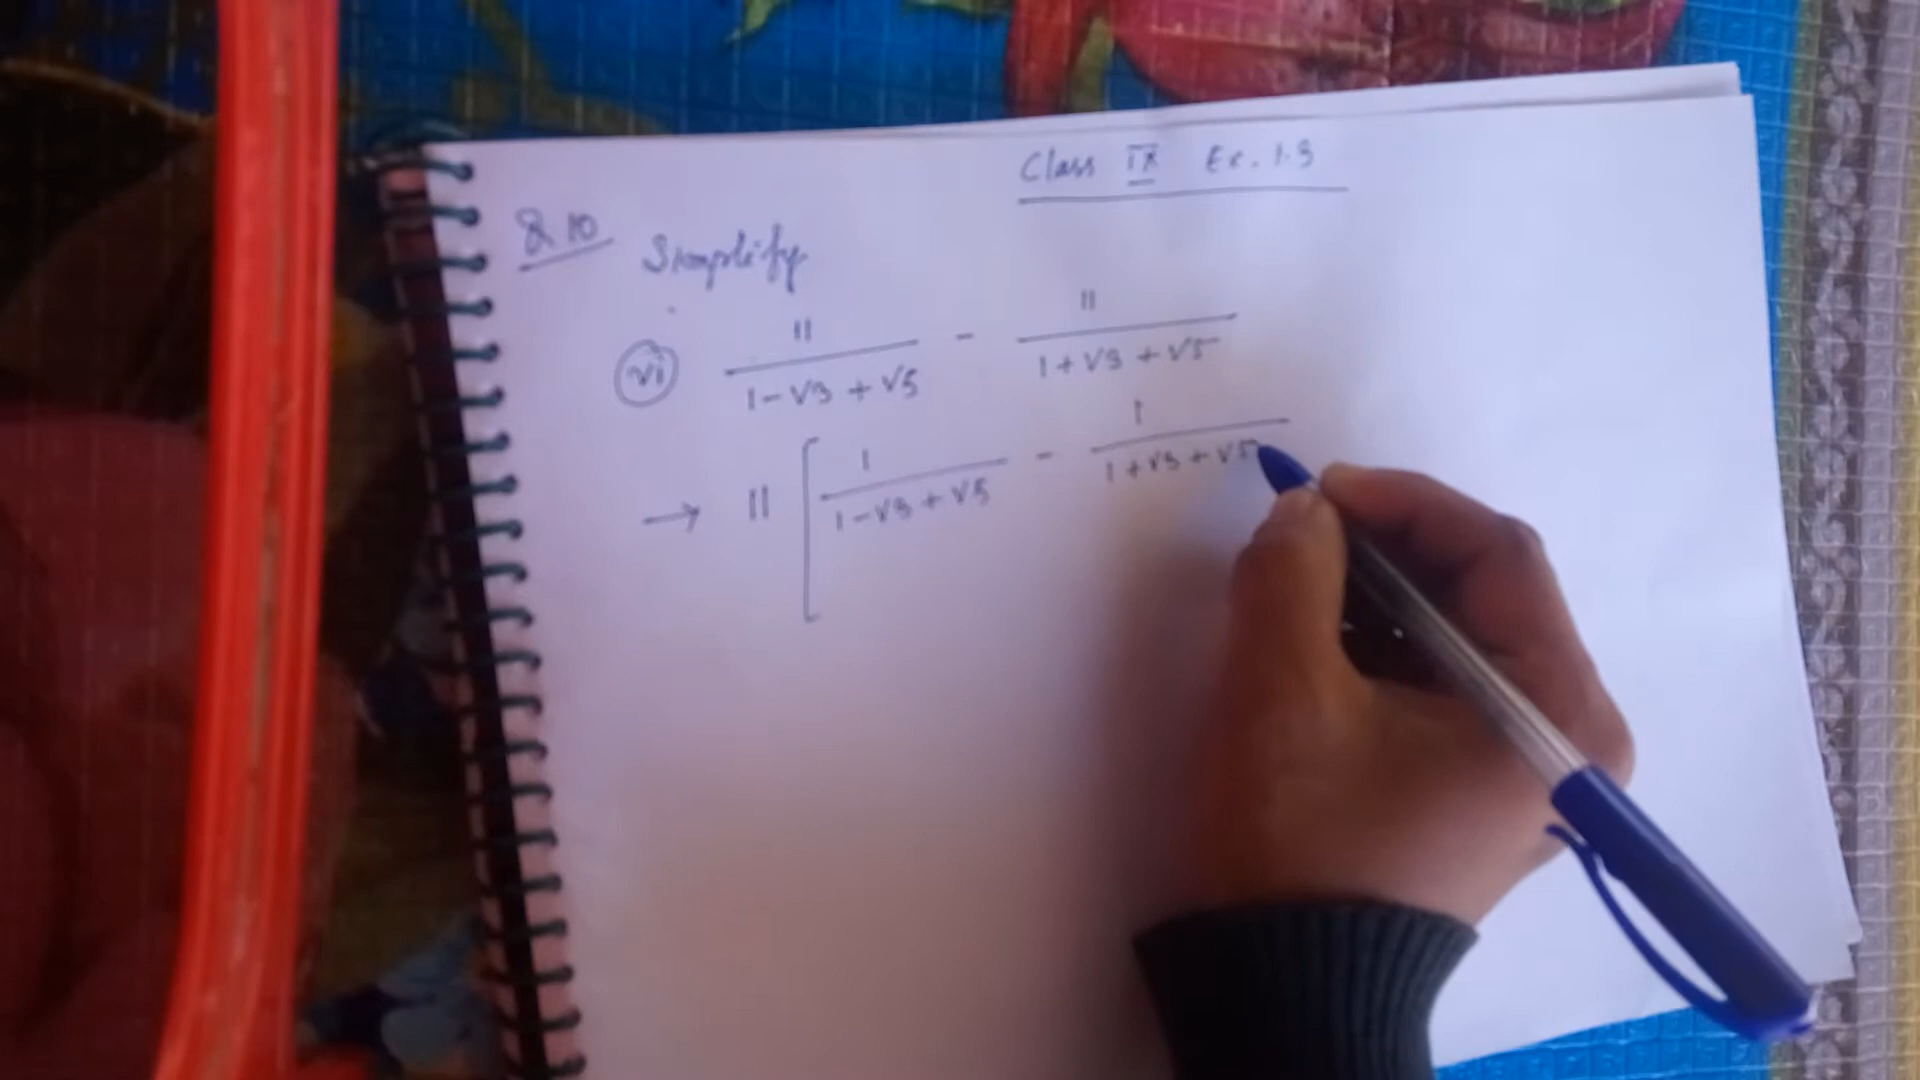 Class IX Ex. 1.3
Q.10 Simplify
(vi) 11/(1-√3+√5) - 11/(1+√3+√5)
→ 11 [ 1/(1-√3+√5) - 1/(1+√3+√5)